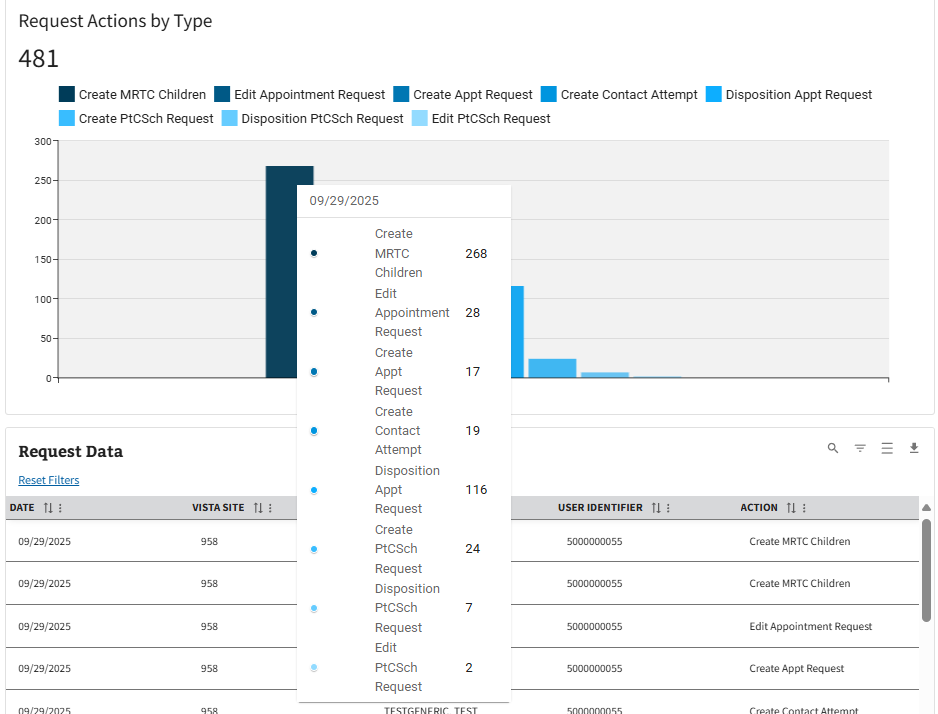 Request Actions by Type
481
Create MRTC Children Edit Appointment Request Create Appt Request Create Contact Attempt Disposition Appt Request
Create PtCSch Request Disposition PtCSch Request Edit PtCSch Request
300
250
200
150
100
50
0
09/29/2025
Create
MRTC 268
Children
Edit
Appointment 28
Request
Create
Appt 17
Request
Create
Contact 19
Attempt
Disposition
Appt 116
Request
Create
PtCSch 24
Request
Disposition
PtCSch 7
Request
Edit
PtCSch 2
Request
Request Data
Reset Filters
DATE VISTA SITE USER IDENTIFIER ACTION
09/29/2025 958 5000000055 Create MRTC Children
09/29/2025 958 5000000055 Create MRTC Children
09/29/2025 958 5000000055 Edit Appointment Request
09/29/2025 958 5000000055 Create Appt Request
09/29/2025 958 TESTGENERIC, TEST 5000000055 Create Contact Attempt